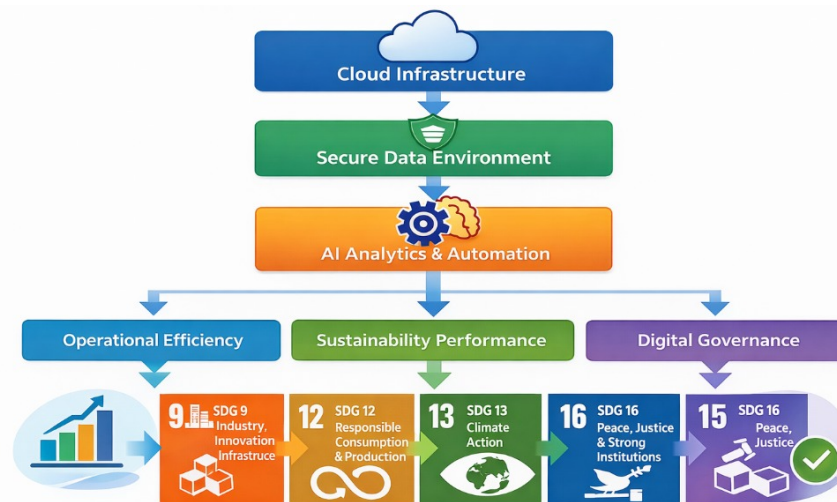 Cloud Infrastructure
Secure Data Environment
AI Analytics & Automation
Operational Efficiency
Sustainability Performance
Digital Governance
9
SDG 9
Industry,
Innovation
Infrastruce
12
SDG 12
Responsible
Consumption
& Production
13
SDG 13
Climate
Action
16
SDG 16
Peace, Justice
& Strong
Institutions
15
SDG 16
Peace,
Justice